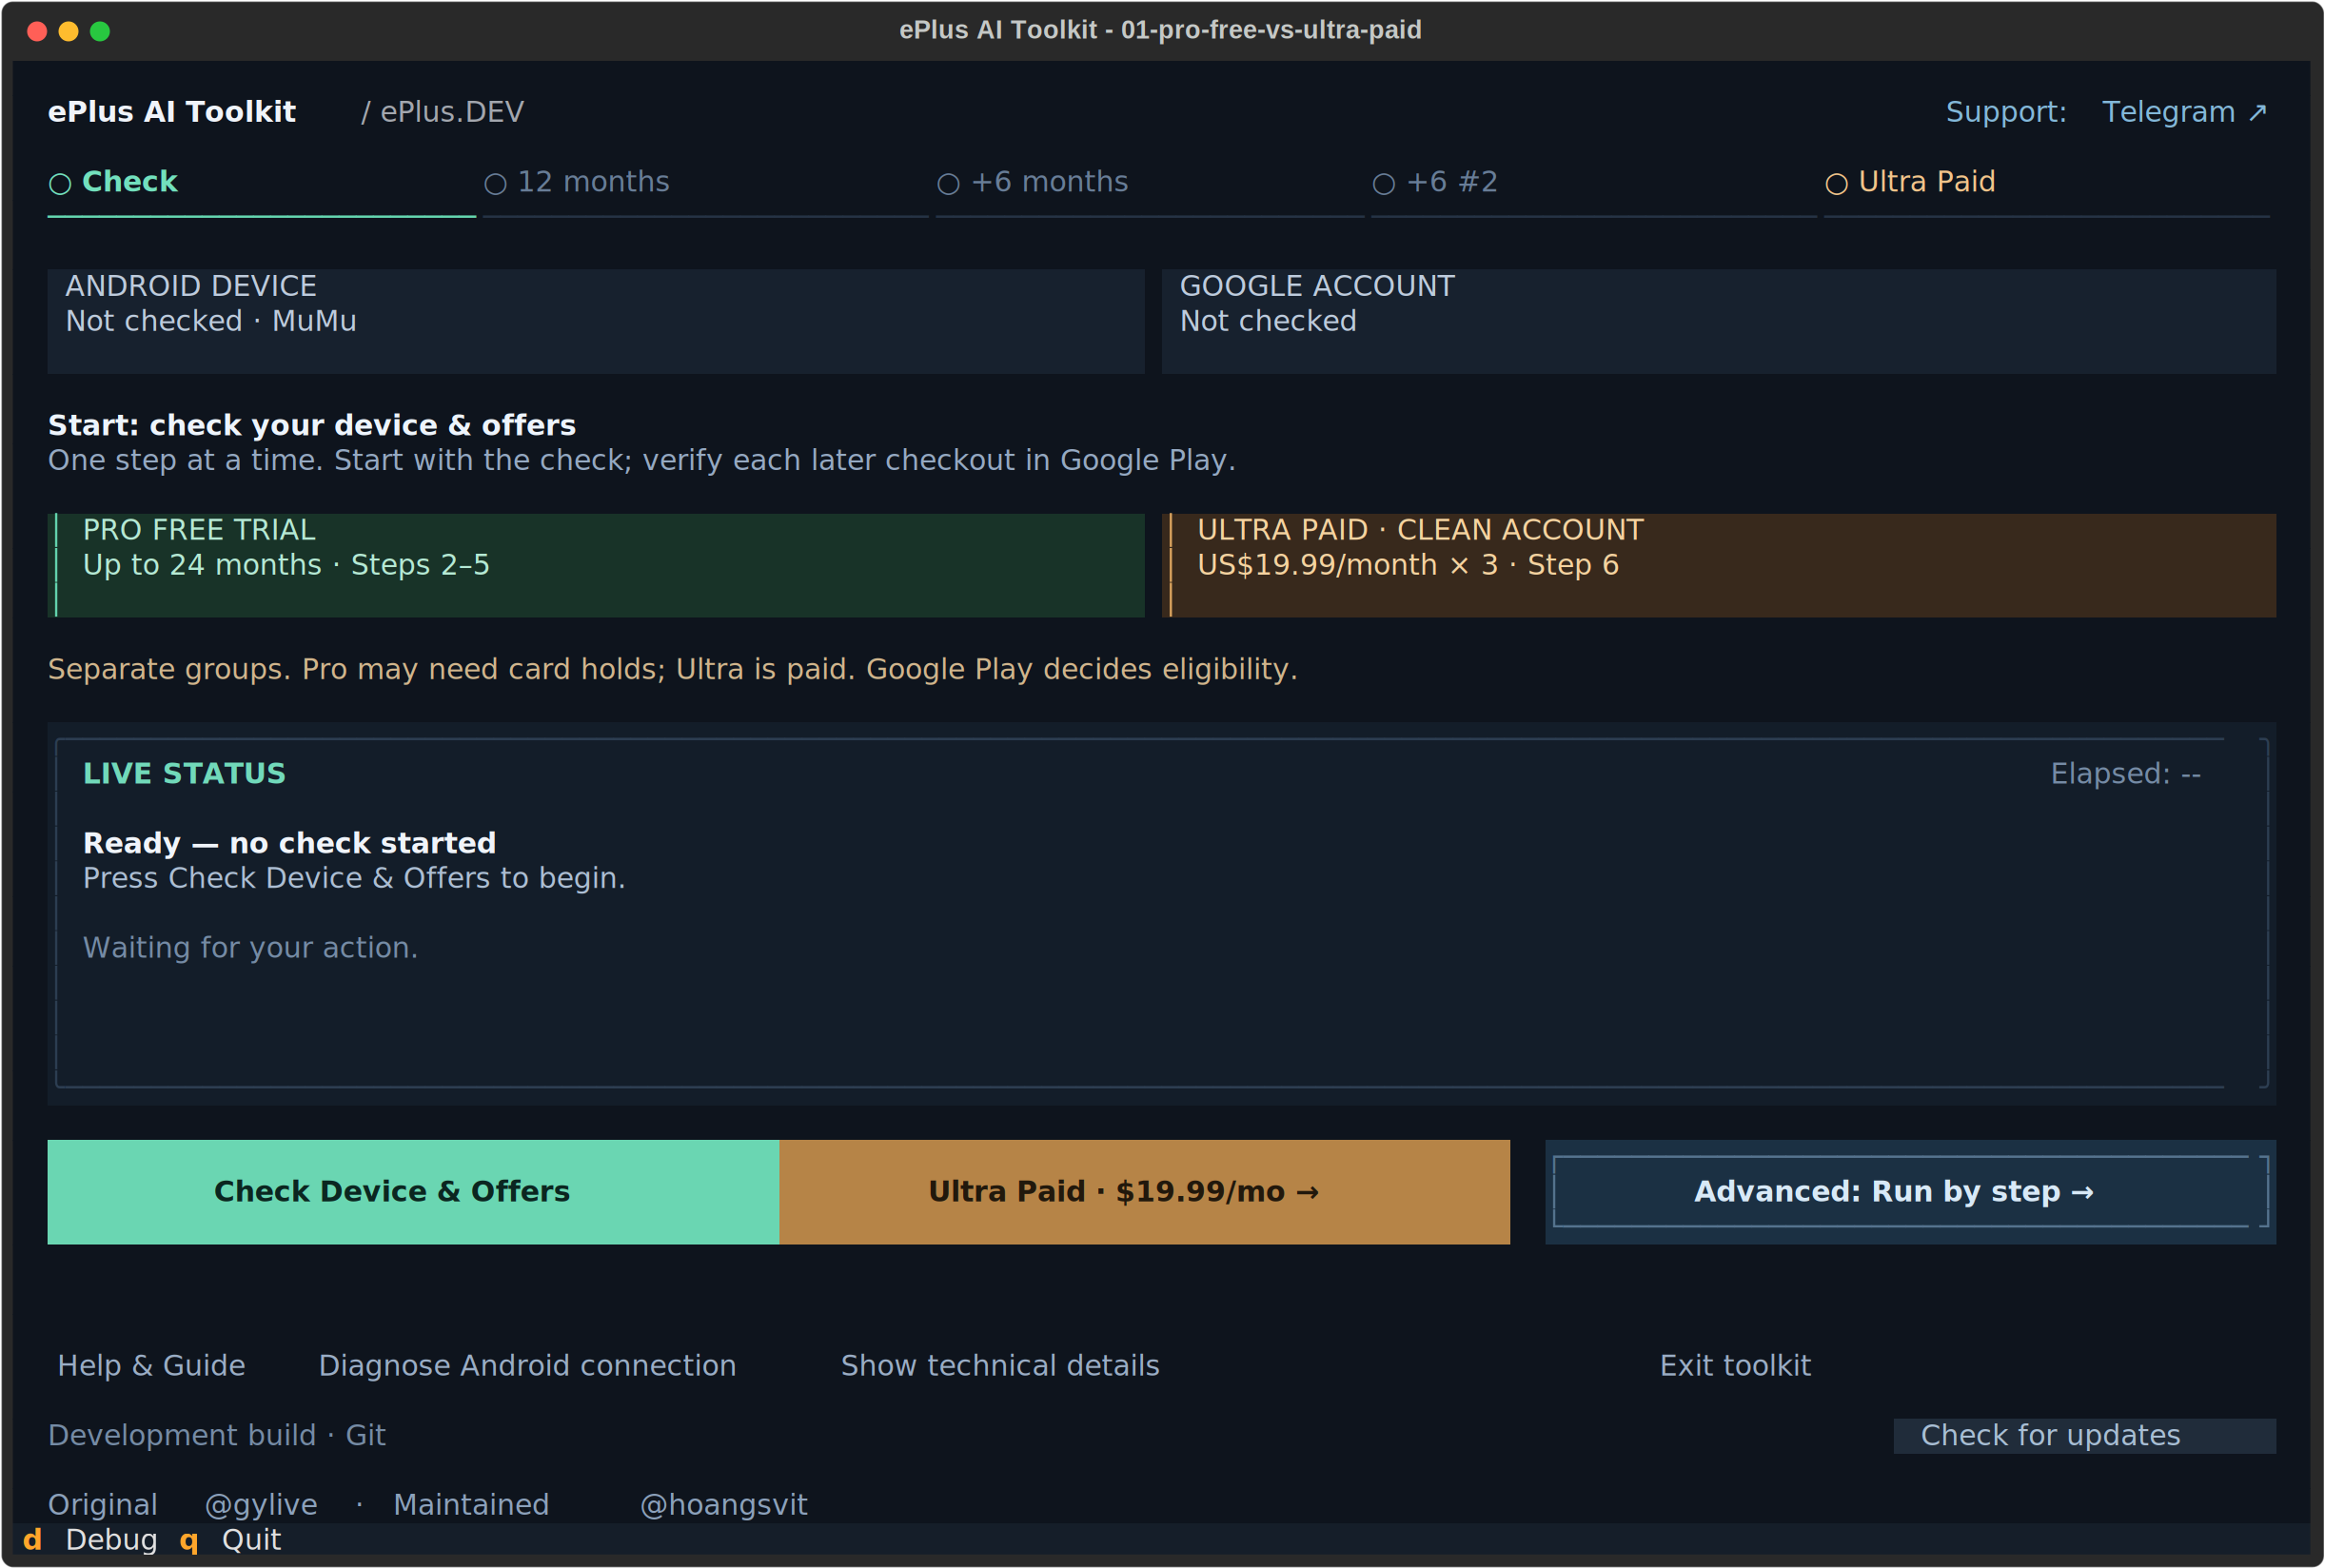 ePlus AI Toolkit - 01-pro-free-vs-ultra-paid
ePlus AI Toolkit / ePlus.DEV Support: Telegram ↗
○ Check ○ 12 months ○ +6 months ○ +6 #2 ○ Ultra Paid
ANDROID DEVICE
Not checked · MuMu
GOOGLE ACCOUNT
Not checked
Start: check your device & offers
One step at a time. Start with the check; verify each later checkout in Google Play.
PRO FREE TRIAL
Up to 24 months · Steps 2–5
ULTRA PAID · CLEAN ACCOUNT
US$19.99/month × 3 · Step 6
Separate groups. Pro may need card holds; Ultra is paid. Google Play decides eligibility.
LIVE STATUS Elapsed: --
Ready — no check started
Press Check Device & Offers to begin.
Waiting for your action.
Check Device & Offers Ultra Paid · $19.99/mo → Advanced: Run by step →
Help & Guide Diagnose Android connection Show technical details Exit toolkit
Development build · Git Check for updates
Original @gylive · Maintained @hoangsvit
d Debug q Quit